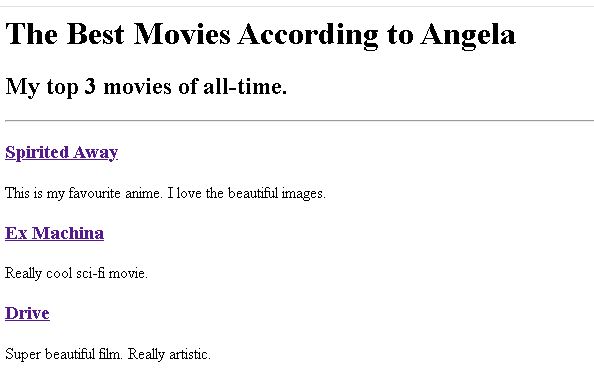 The Best Movies According to Angela
My top 3 movies of all-time.
Spirited Away
This is my favourite anime. I love the beautiful images.
Ex Machina
Really cool sci-fi movie.
Drive
Super beautiful film. Really artistic.